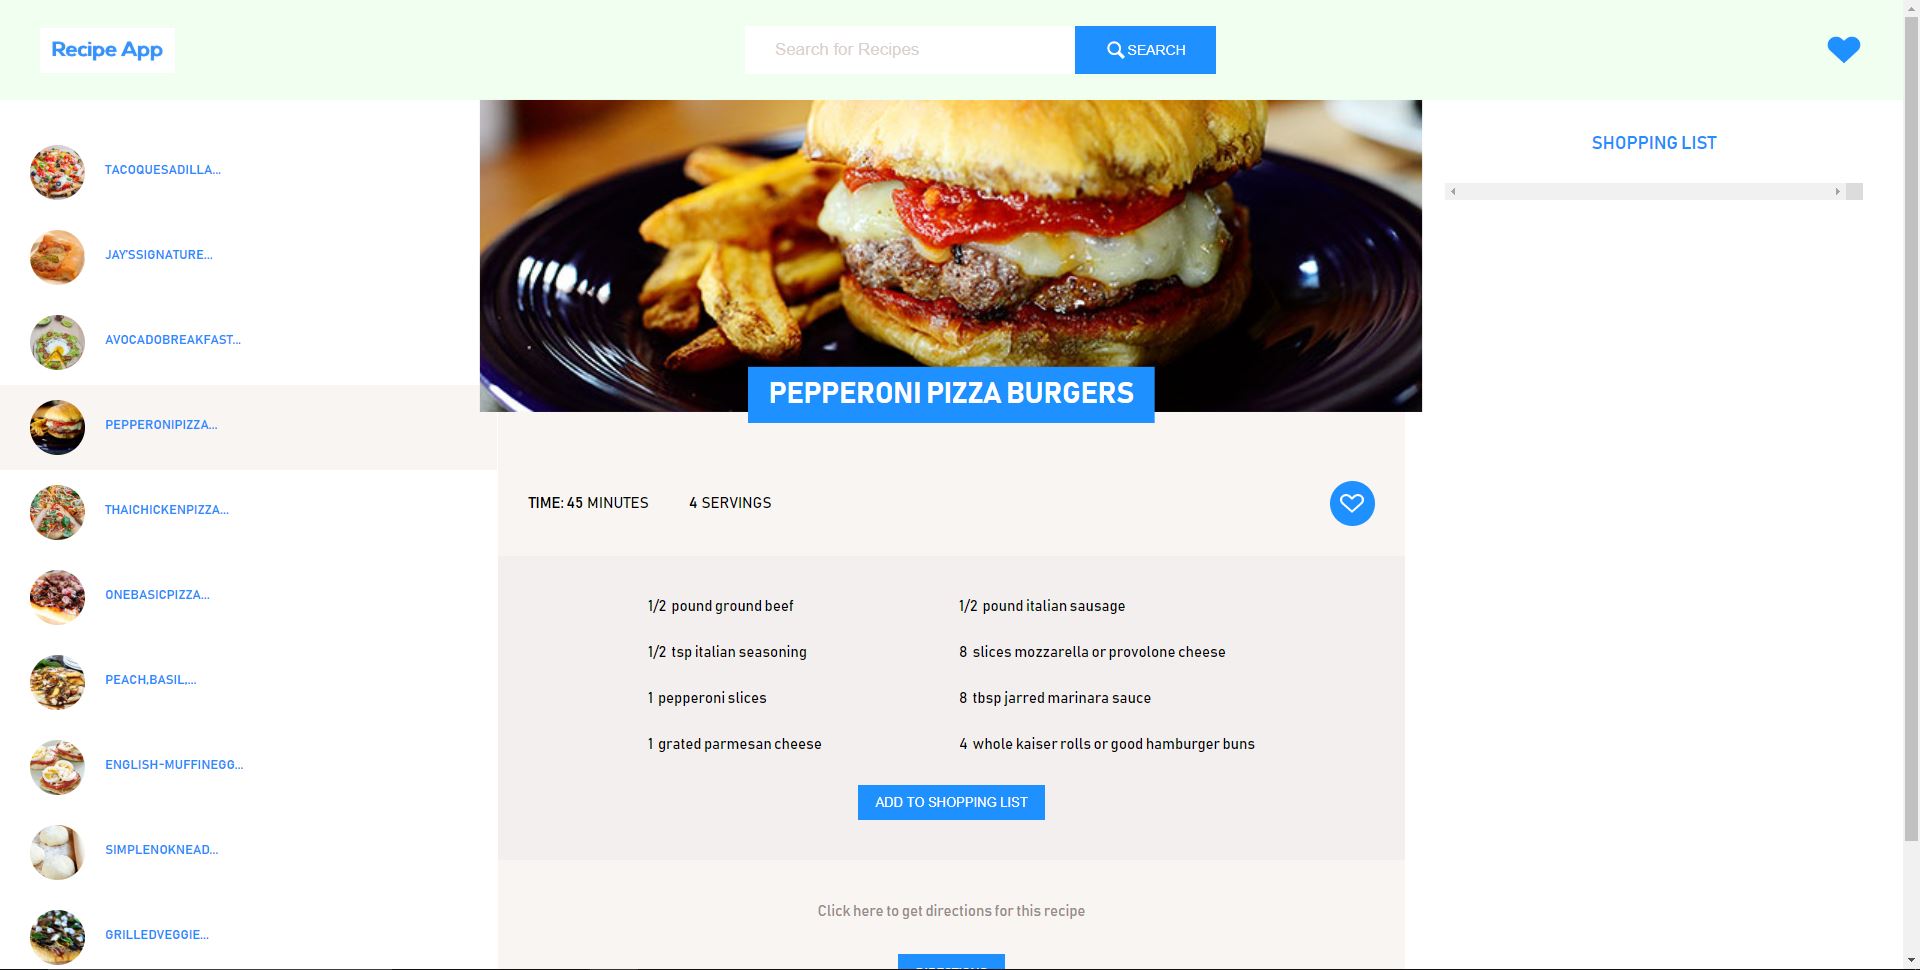 Recipe App
Search for Recipes
SEARCH
TACOQUESADILLA...
JAY'SSIGNATURE...
AVOCADOBREAKFAST...
PEPPERONIPIZZA...
THAICHICKENPIZZA...
ONEBASICPIZZA...
PEACH,BASIL,...
ENGLISH-MUFFINEGG...
SIMPLENOKNEAD...
GRILLEDVEGGIE...
PEPPERONI PIZZA BURGERS
TIME: 45 MINUTES 4 SERVINGS
1/2 pound ground beef
1/2 pound italian sausage
1/2 tsp italian seasoning
8 slices mozzarella or provolone cheese
1 pepperoni slices
8 tbsp jarred marinara sauce
1 grated parmesan cheese
4 whole kaiser rolls or good hamburger buns
ADD TO SHOPPING LIST
Click here to get directions for this recipe
SHOPPING LIST